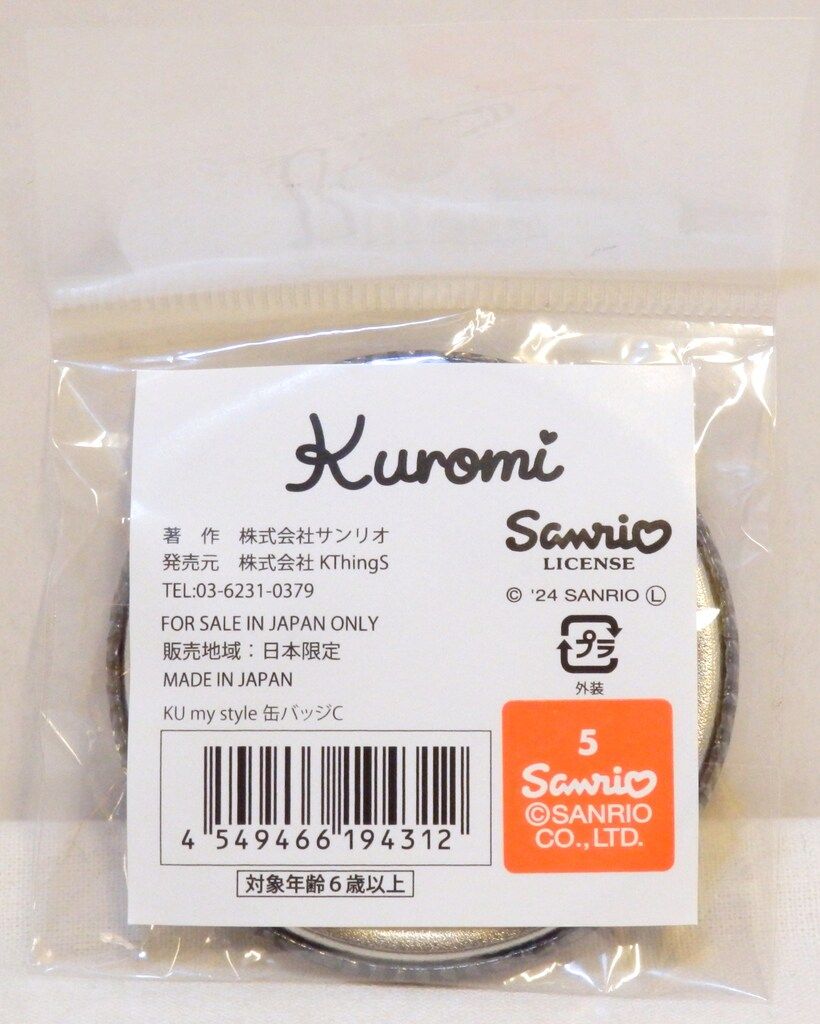 Kuromi
著 作 株式会社サンリオ
発売元 株式会社 KThingS
TEL:03-6231-0379
FOR SALE IN JAPAN ONLY
販売地域:日本限定
MADE IN JAPAN
KU my style 缶バッジC
4 549466 194312
対象年齢6歳以上
Sanrio
LICENSE
© '24 SANRIO Ⓛ
プラ
外装
5
Sanrio
©SANRIO
CO., LTD.